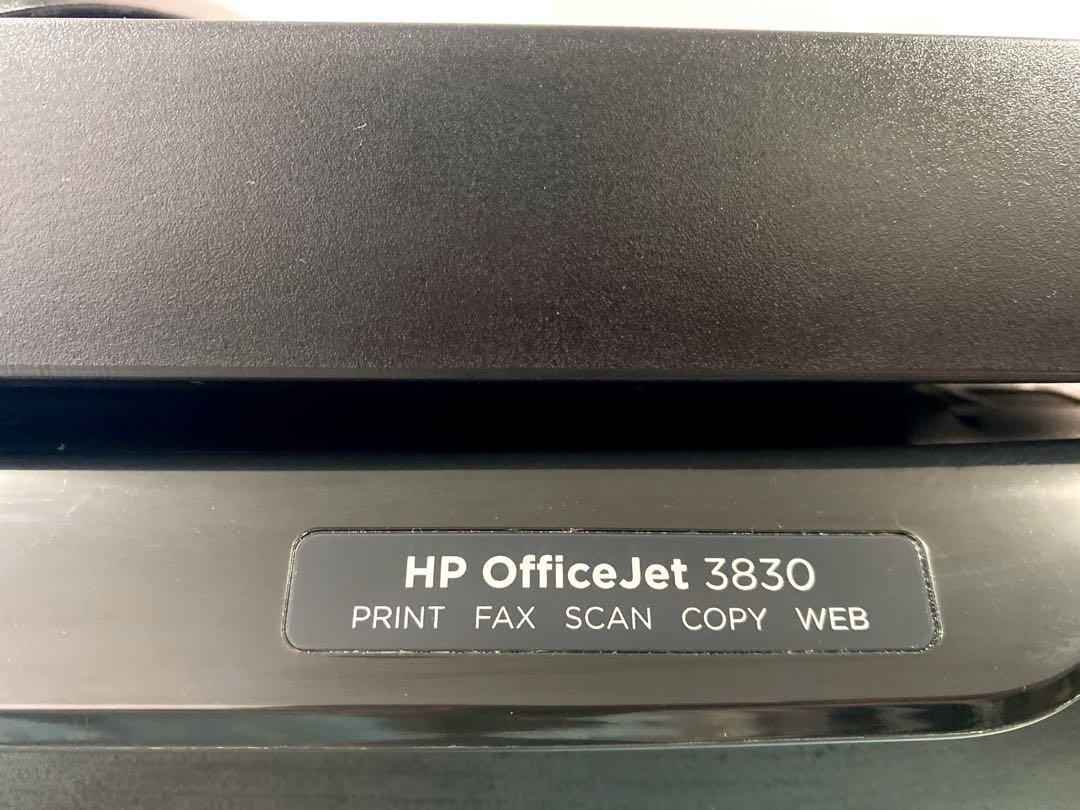 HP OfficeJet 3830
PRINT FAX SCAN COPY WEB